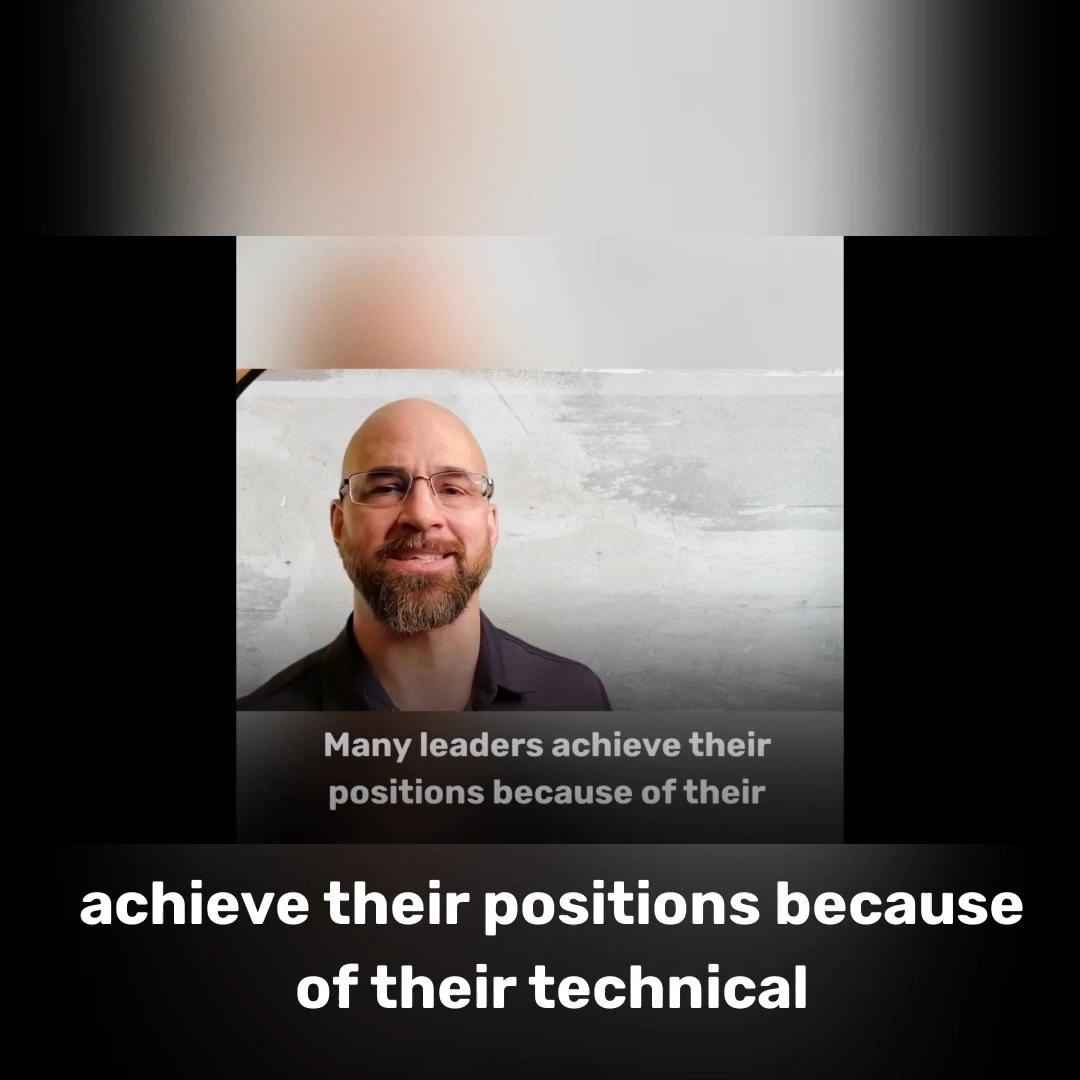 Many leaders achieve their
positions because of their
achieve their positions because
of their technical